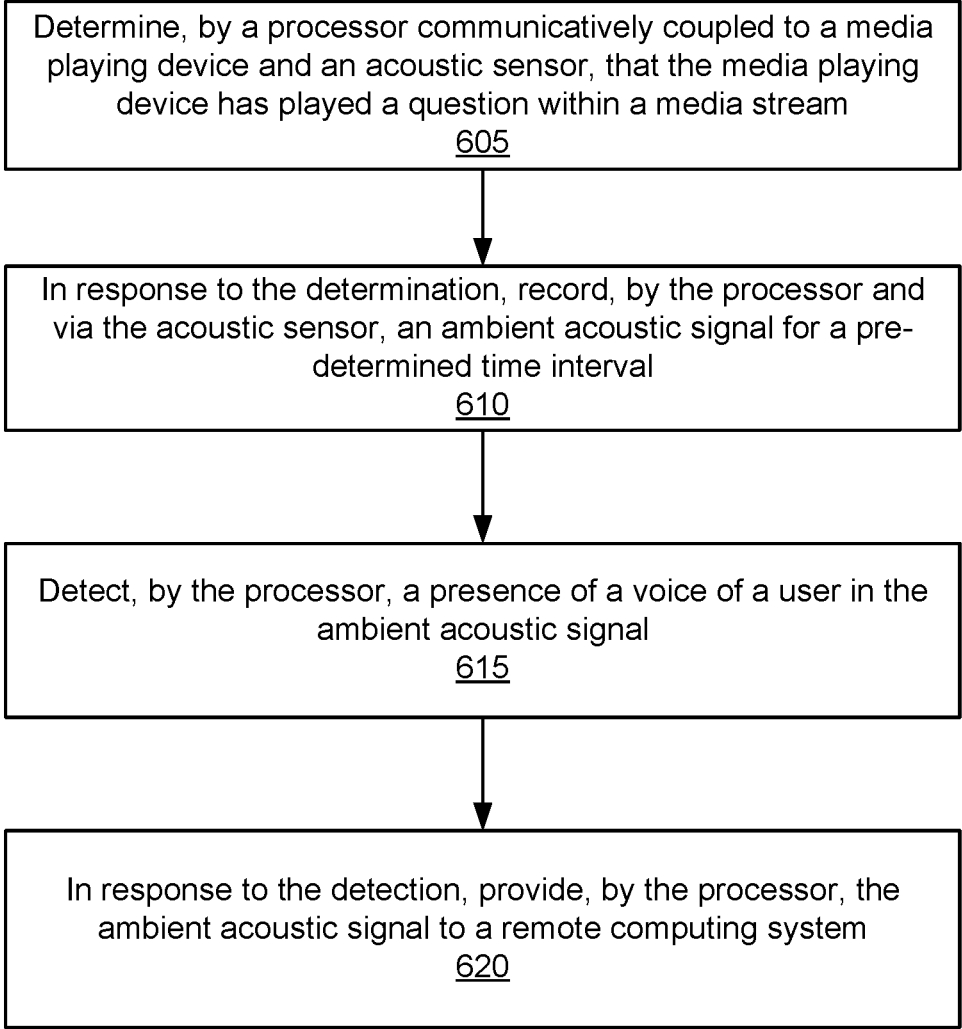 Determine, by a processor communicatively coupled to a media
playing device and an acoustic sensor, that the media playing
device has played a question within a media stream
605
In response to the determination, record, by the processor and
via the acoustic sensor, an ambient acoustic signal for a pre-
determined time interval
610
Detect, by the processor, a presence of a voice of a user in the
ambient acoustic signal
615
In response to the detection, provide, by the processor, the
ambient acoustic signal to a remote computing system
620